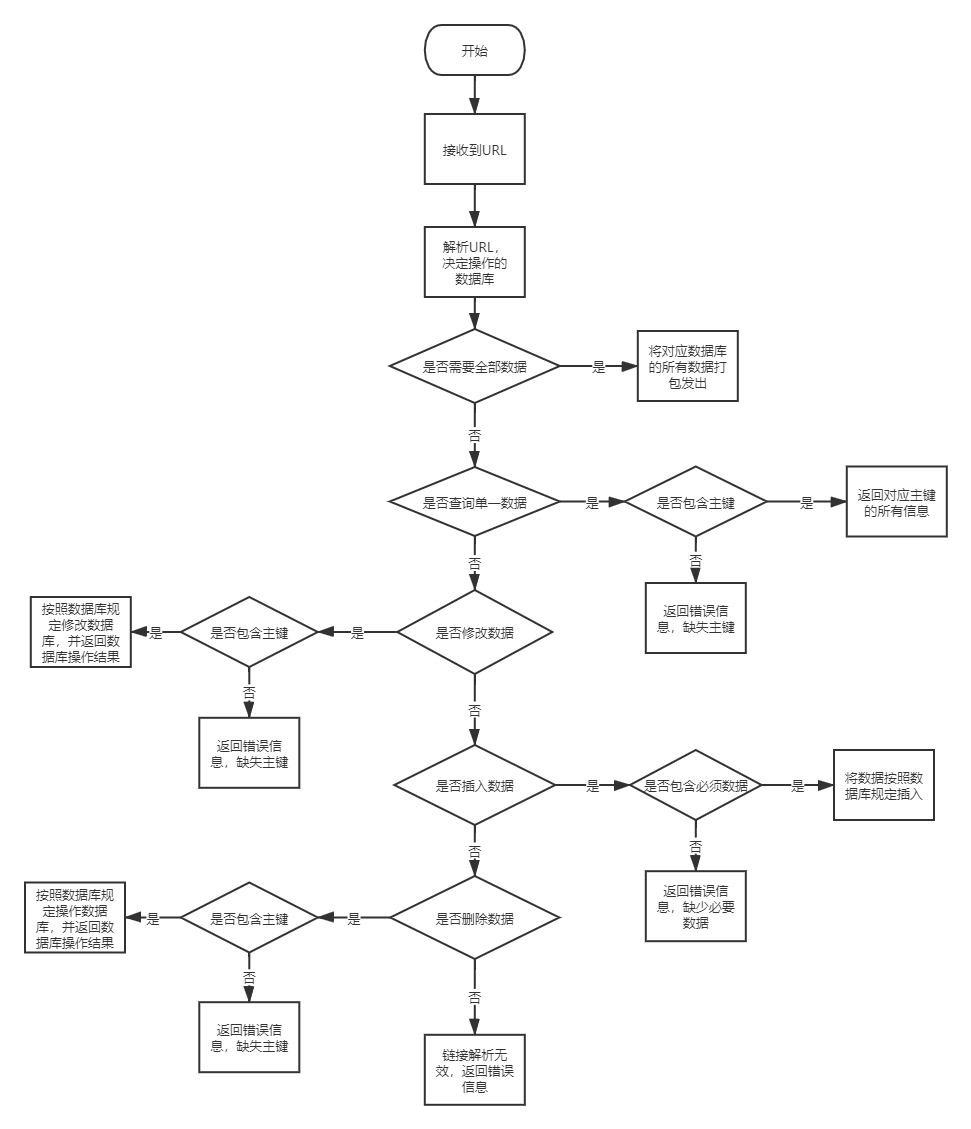 开始
接收到URL
解析URL，
决定操作的
数据库
是否需要全部数据
是
将对应数据库
的所有数据打
包发出
否
是否查询单一数据
是
是否包含主键
是
返回对应主键
的所有信息
否
否
返回错误信
息，缺失主键
按照数据库规
定修改数据
库，并返回数
据库操作结果
是
是否包含主键
是
是否修改数据
否
返回错误信
息，缺失主键
否
是否插入数据
是
是否包含必须数据
是
将数据按照数
据库规定插入
否
否
返回错误信
息，缺少必要
数据
按照数据库规
定操作数据
库，并返回数
据库操作结果
是
是否包含主键
是
是否删除数据
否
返回错误信
息，缺失主键
否
链接解析无
效，返回错误
信息